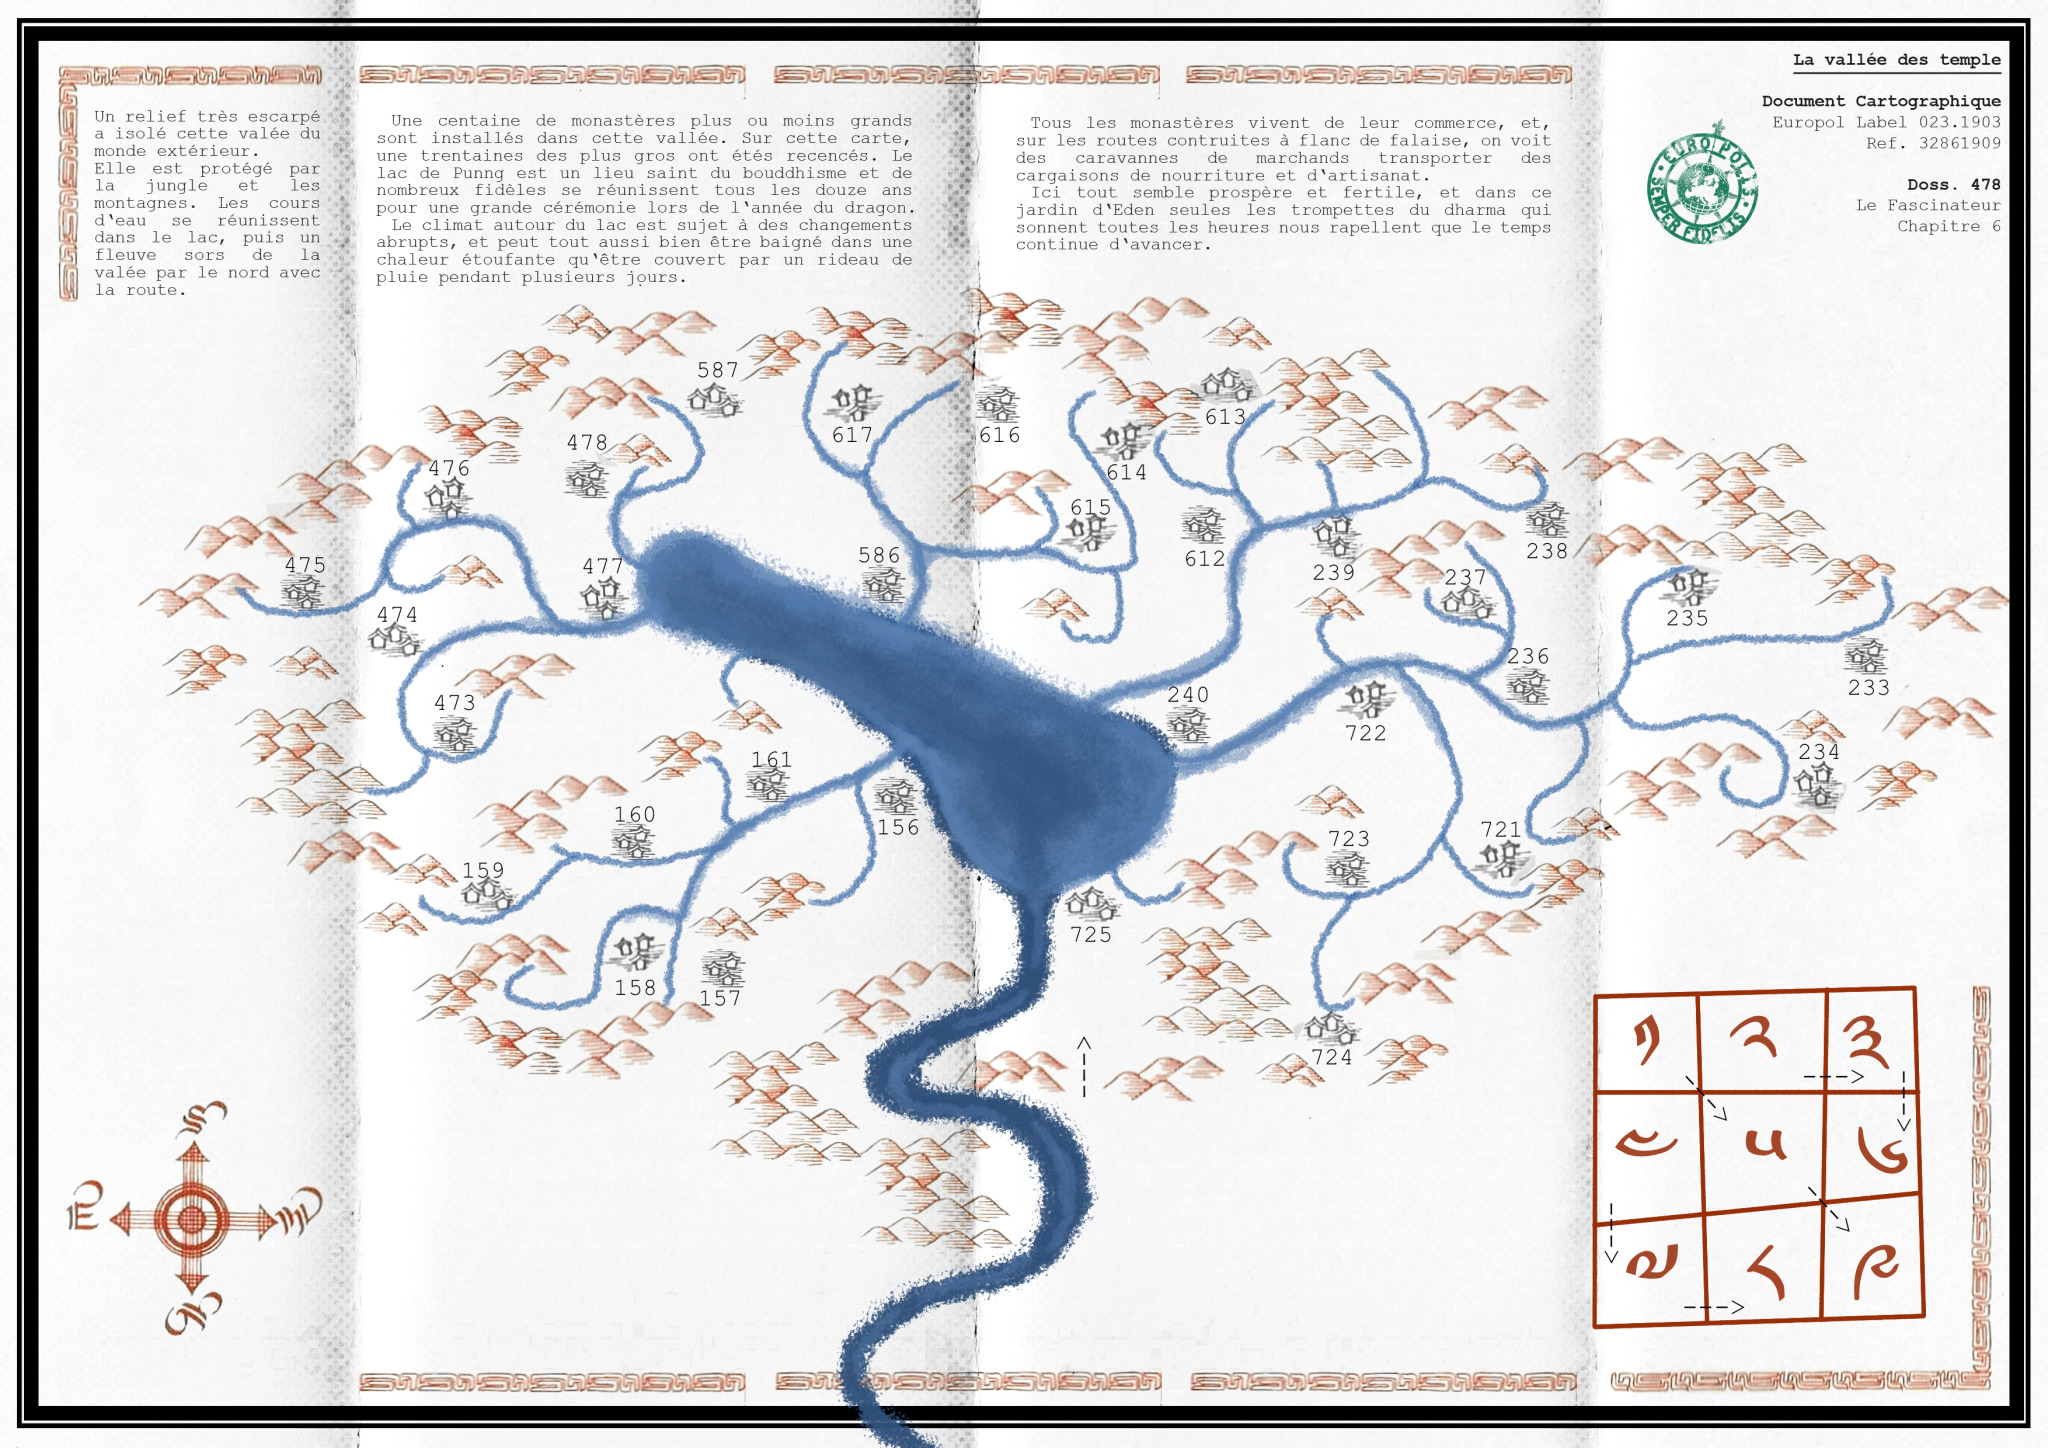 La vallée des temple
Document Cartographique
Europol Label 023.1903
Ref. 32861909
Doss. 478
Le Fascinateur
Chapitre 6
EUROPOLIS
SEMPER FIDELIS
Un relief très escarpé
a isolé cette valée du
monde extérieur.
Elle est protégé par
la jungle et les
montagnes. Les cours
d'eau se réunissent
dans le lac, puis un
fleuve sors de la
valée par le nord avec
la route.
Une centaine de monastères plus ou moins grands
sont installés dans cette vallée. Sur cette carte,
une trentaines des plus gros ont étés recencés. Le
lac de Punng est un lieu saint du bouddhisme et de
nombreux fidèles se réunissent tous les douze ans
pour une grande cérémonie lors de l'année du dragon.
Le climat autour du lac est sujet à des changements
abrupts, et peut tout aussi bien être baigné dans une
chaleur étoufante qu'être couvert par un rideau de
pluie pendant plusieurs jours.
Tous les monastères vivent de leur commerce, et,
sur les routes contruites à flanc de falaise, on voit
des caravannes de marchands transporter des
cargaisons de nourriture et d'artisanat.
Ici tout semble prospère et fertile, et dans ce
jardin d'Eden seules les trompettes du dharma qui
sonnent toutes les heures nous rapellent que le temps
continue d'avancer.
587
478
617
616
613
476
614
615
475
477
586
612
239
238
474
237
235
473
236
233
240
722
161
234
160
156
723
721
159
725
158
157
724
S
E
W
N
༡ ༢ ༣
༤ ༥ ༦
༧ ༨ ༩